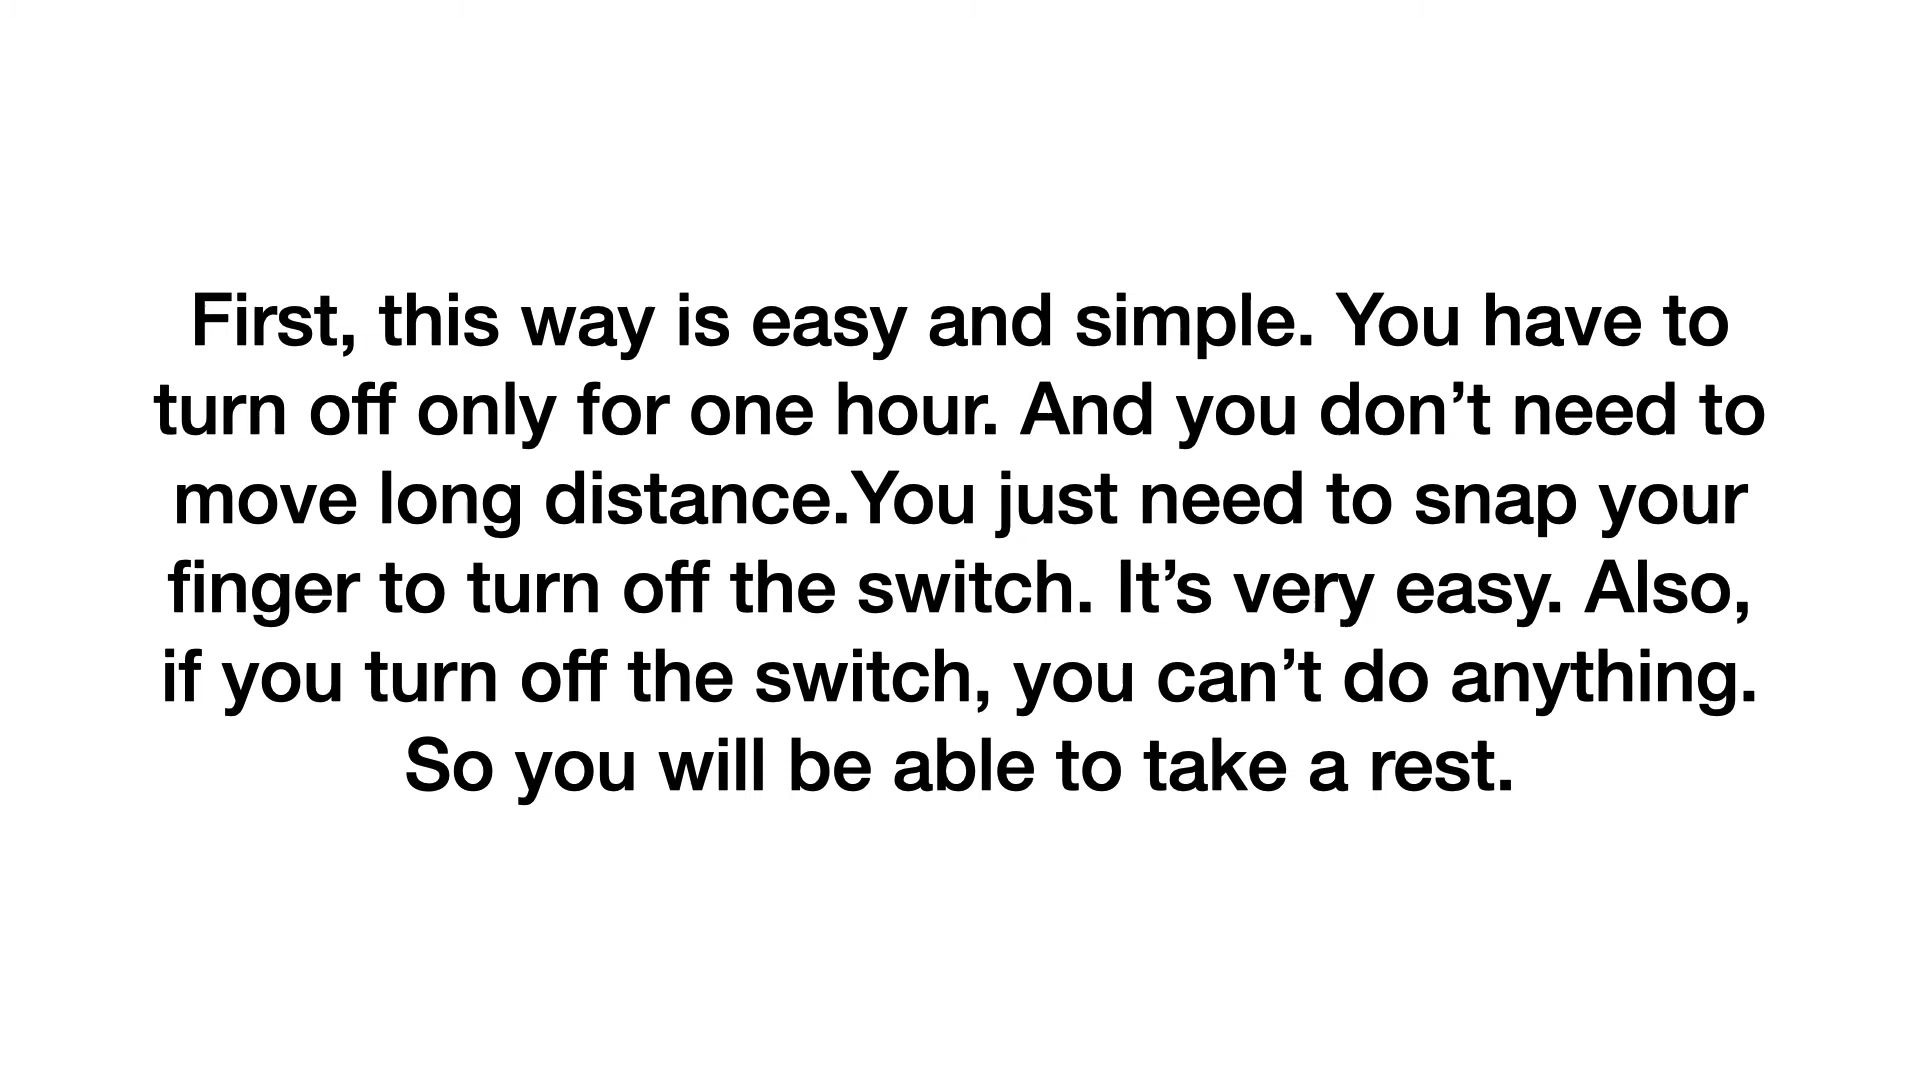 First, this way is easy and simple. You have to
turn off only for one hour. And you don’t need to
move long distance.You just need to snap your
finger to turn off the switch. It’s very easy. Also,
if you turn off the switch, you can’t do anything.
So you will be able to take a rest.